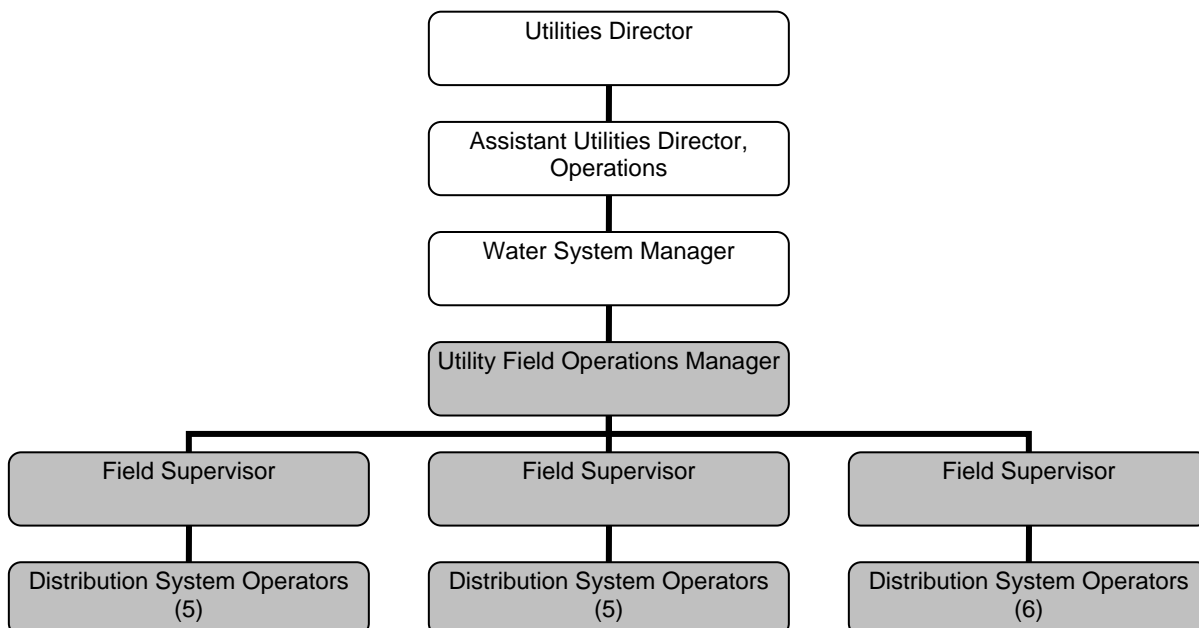 Utilities Director
Assistant Utilities Director,
Operations
Water System Manager
Utility Field Operations Manager
Field Supervisor
Field Supervisor
Field Supervisor
Distribution System Operators
(5)
Distribution System Operators
(5)
Distribution System Operators
(6)